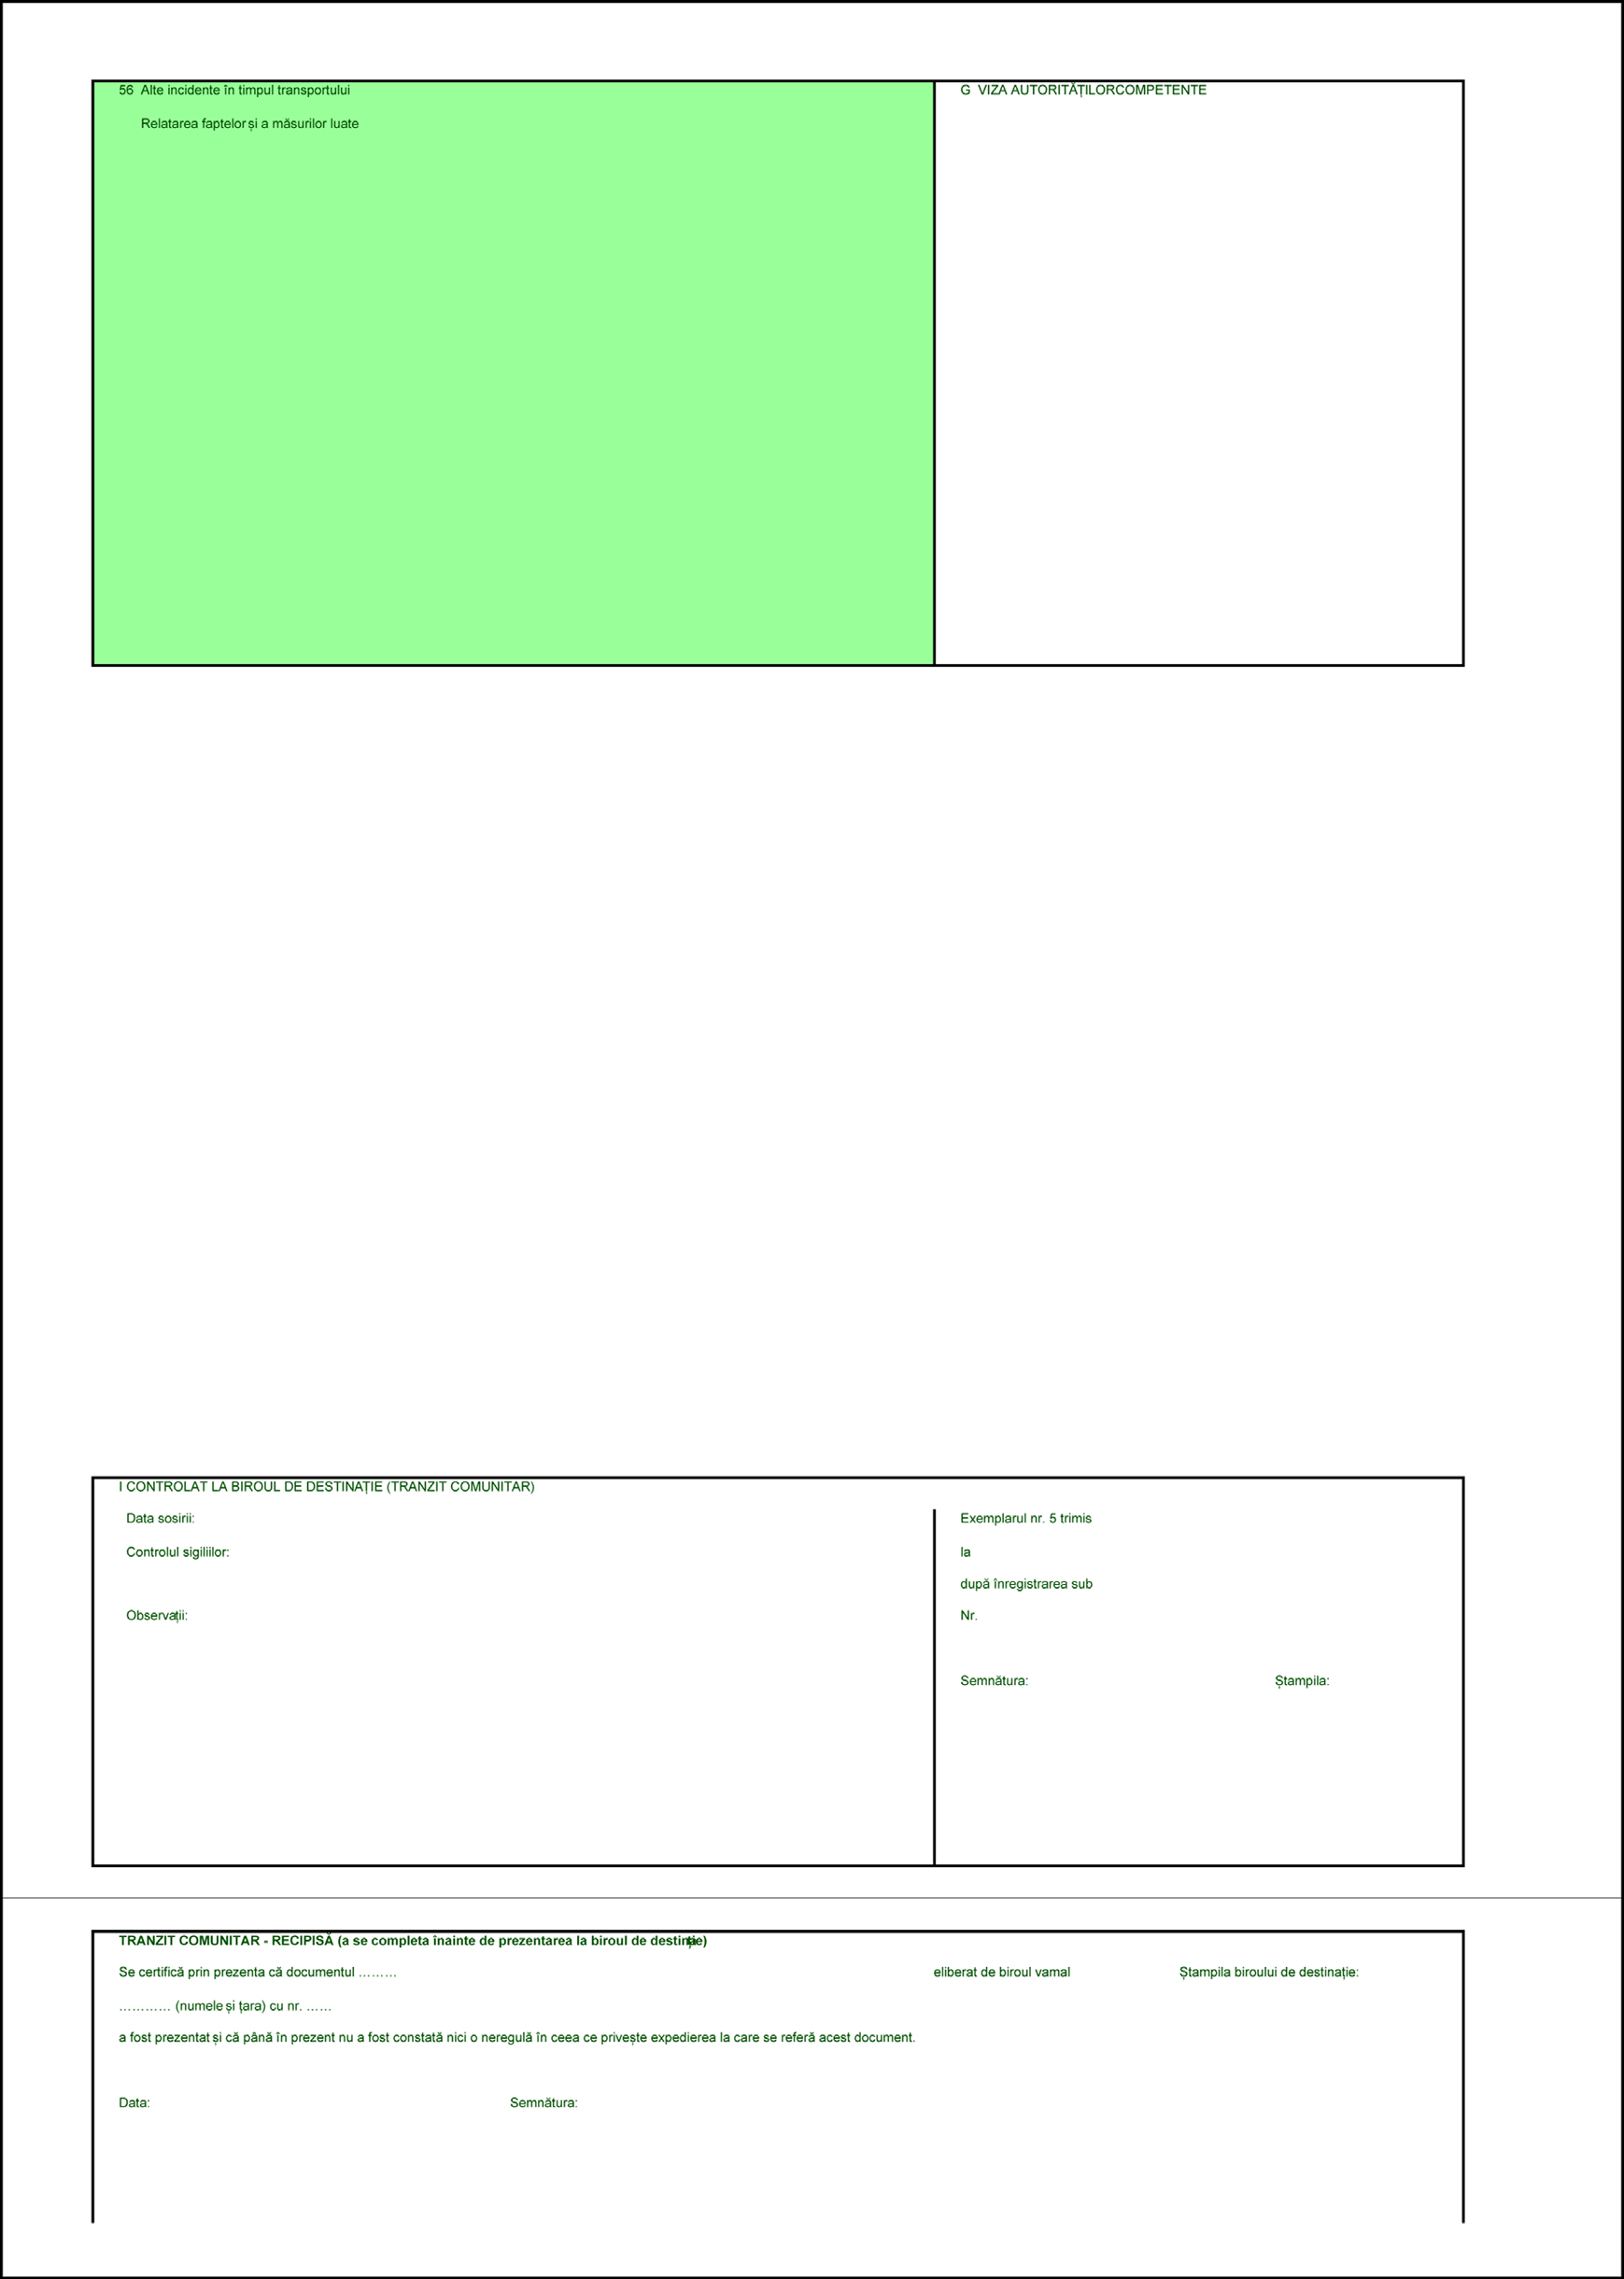 56 Alte incidente în timpul transportului
Relatarea faptelor și a măsurilor luate
G VIZA AUTORITĂȚILORCOMPETENTE
I CONTROLAT LA BIROUL DE DESTINAȚIE (TRANZIT COMUNITAR)
Data sosirii:
Controlul sigiliilor:
Observații:
Exemplarul nr. 5 trimis
la
după înregistrarea sub
Nr.
Semnătura: Ștampila:
TRANZIT COMUNITAR - RECIPISĂ (a se completa înainte de prezentarea la biroul de destinație)
Se certifică prin prezenta că documentul ……… eliberat de biroul vamal Ștampila biroului de destinație:
………… (numele și țara) cu nr. ……
a fost prezentat și că până în prezent nu a fost constată nici o neregulă în ceea ce privește expedierea la care se referă acest document.
Data: Semnătura: